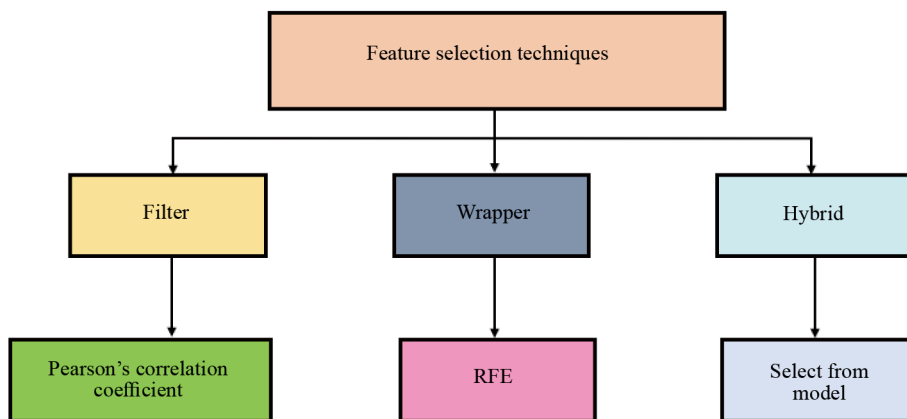 Feature selection techniques
Filter
Wrapper
Hybrid
Pearson’s correlation
coefficient
RFE
Select from
model